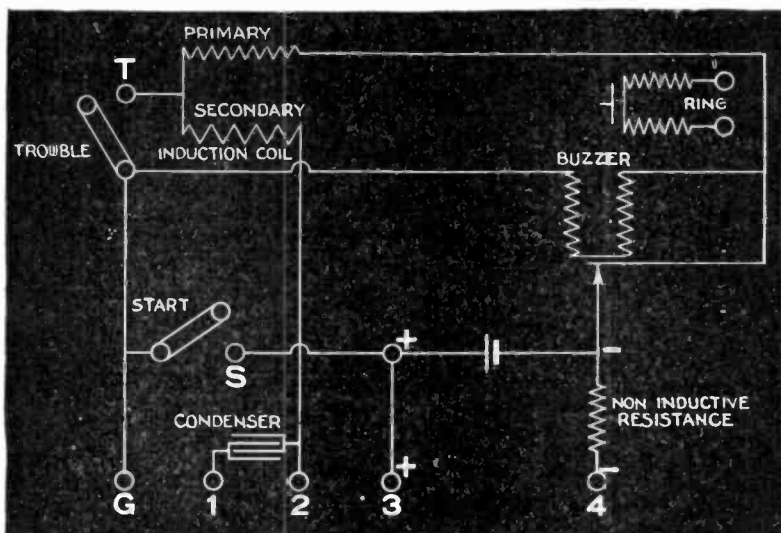 PRIMARY
T
RING
SECONDARY
TROUBLE
INDUCTION COIL
BUZZER
START
+
-
S
NON INDUCTIVE
RESISTANCE
CONDENSER
+
-
G
1
2
3
4